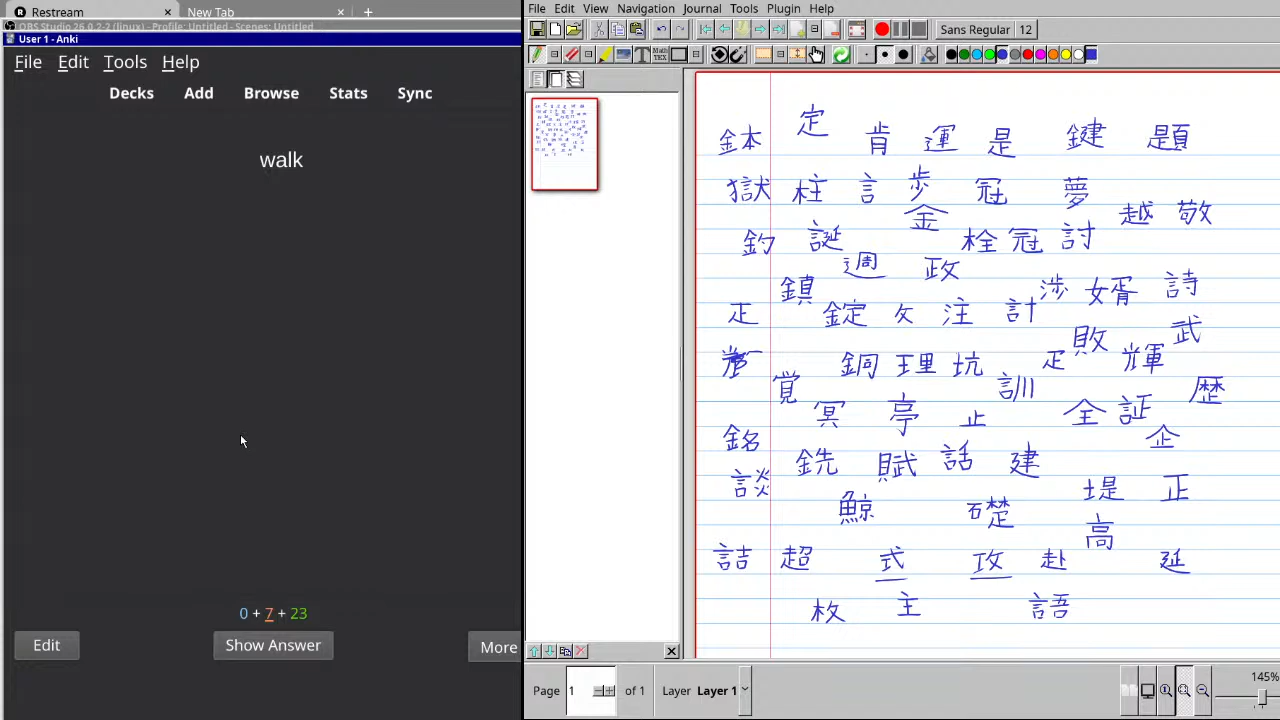 Restream × New Tab × +
OBS Studio 26.0.2-2 (linux) - Profile: Untitled - Scenes: Untitled
User 1 - Anki
File Edit Tools Help
Decks Add Browse Stats Sync
walk
0 + 7 + 23
Edit Show Answer More
File Edit View Navigation Journal Tools Plugin Help
Sans Regular 12
鉢 定 肯 運 是 鍵 題
獄 柱 言 歩 冠 夢
金 越 敬
釣 誕 栓 冠 討
週 政
鎮 渉 婿 詩
正 錠 攵 注 計
敗 武
銅 理 坑 疋 輝
覚 訓 歴
冥 亭 止 全 証
銘 企
銑 賦 話 建
談 堤 正
鯨 礎 高
詰 超 式 攻 赴 延
枚 主 語
Page 1 of 1 Layer Layer 1 145%